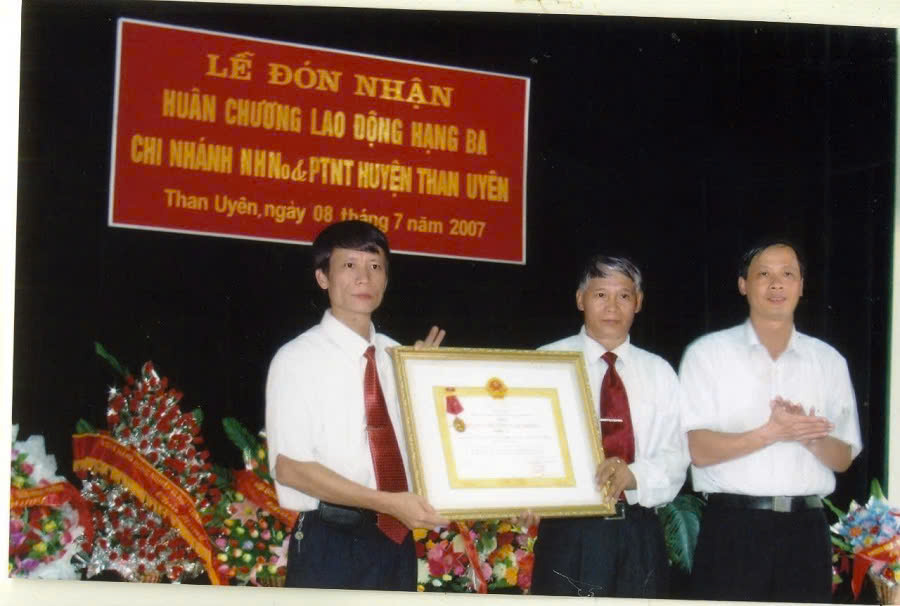 LỄ ĐÓN NHẬN
HUÂN CHƯƠNG LAO ĐỘNG HẠNG BA
CHI NHÁNH NHNo & PTNT HUYỆN THAN UYÊN
Than Uyên, ngày 08 tháng 7 năm 2007